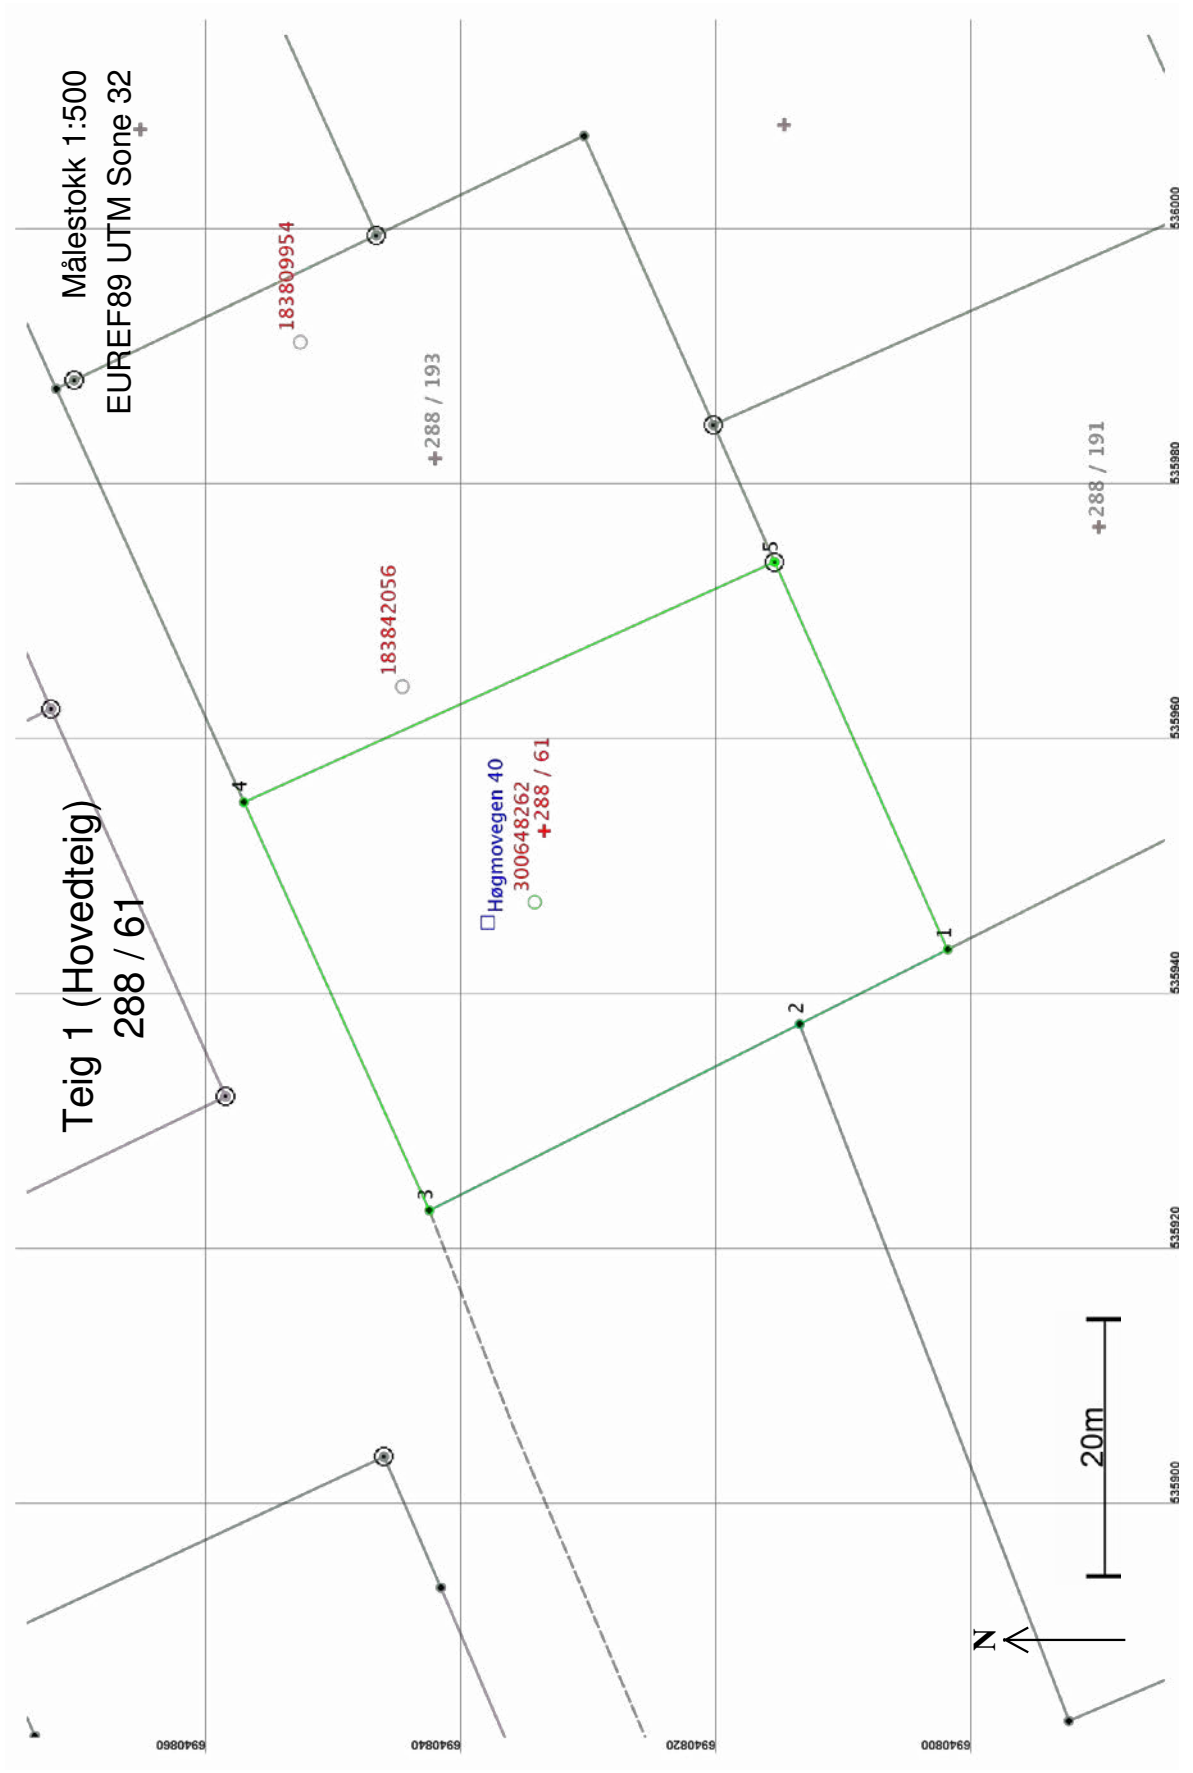 Teig 1 (Hovedteig)
288 / 61
Målestokk 1:500
EUREF89 UTM Sone 32
183809954
+288 / 193
183842056
4
Høgmovegen 40
300648262
+288 / 61
3
5
2
1
+288 / 191
20m
N
6940860
6940840
6940820
6940800
535900
535920
535940
535960
535980
536000